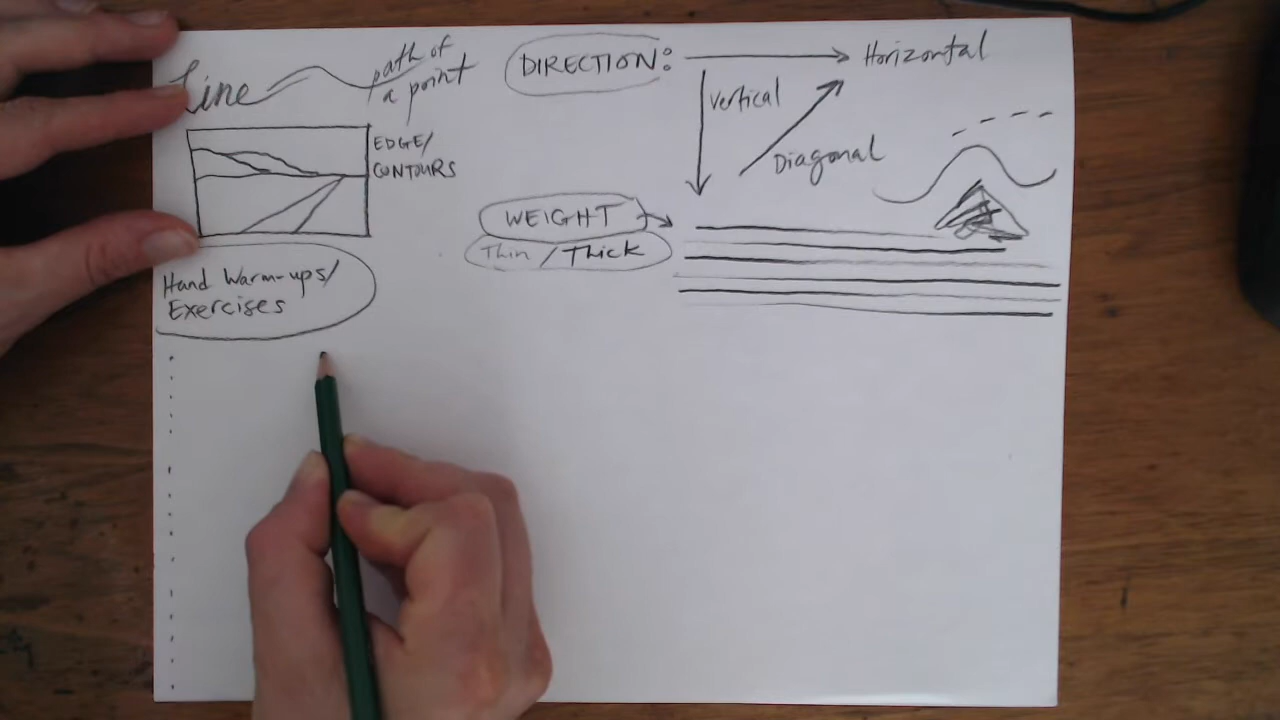 Line
path of
a point
EDGE/
CONTOURS
Hand Warm-ups/
Exercises
DIRECTION:
Horizontal
Vertical
Diagonal
WEIGHT
Thin / Thick